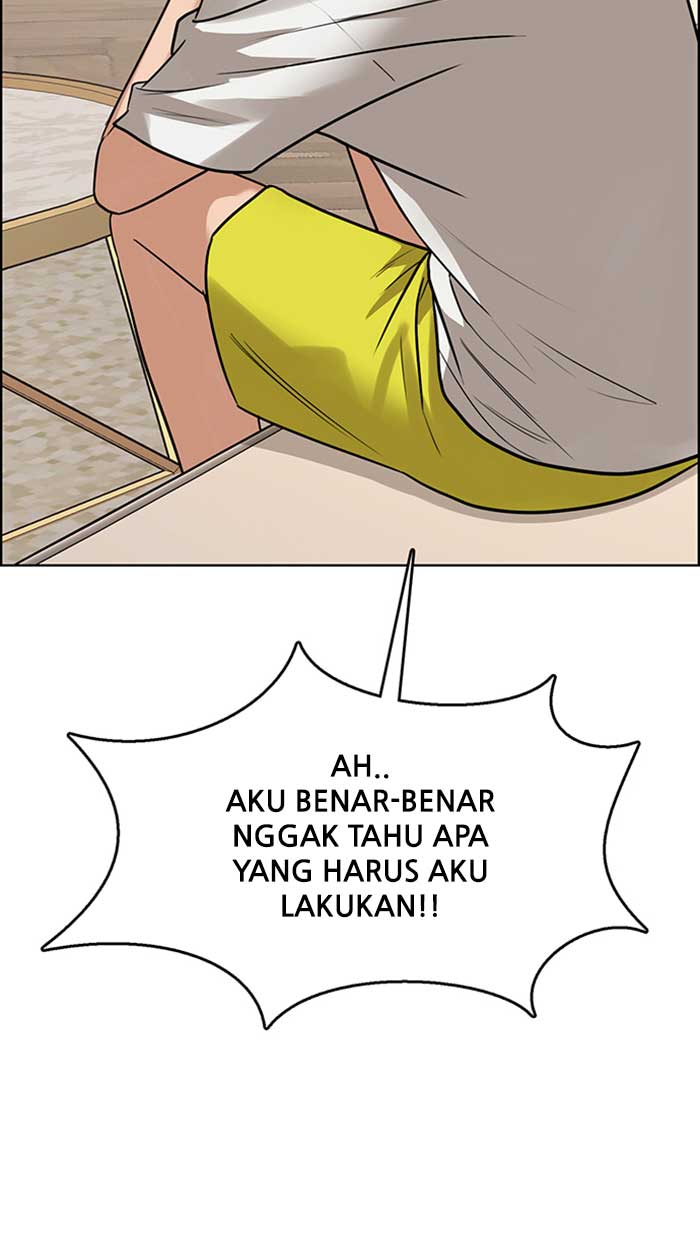 AH..
AKU BENAR-BENAR
NGGAK TAHU APA
YANG HARUS AKU
LAKUKAN!!